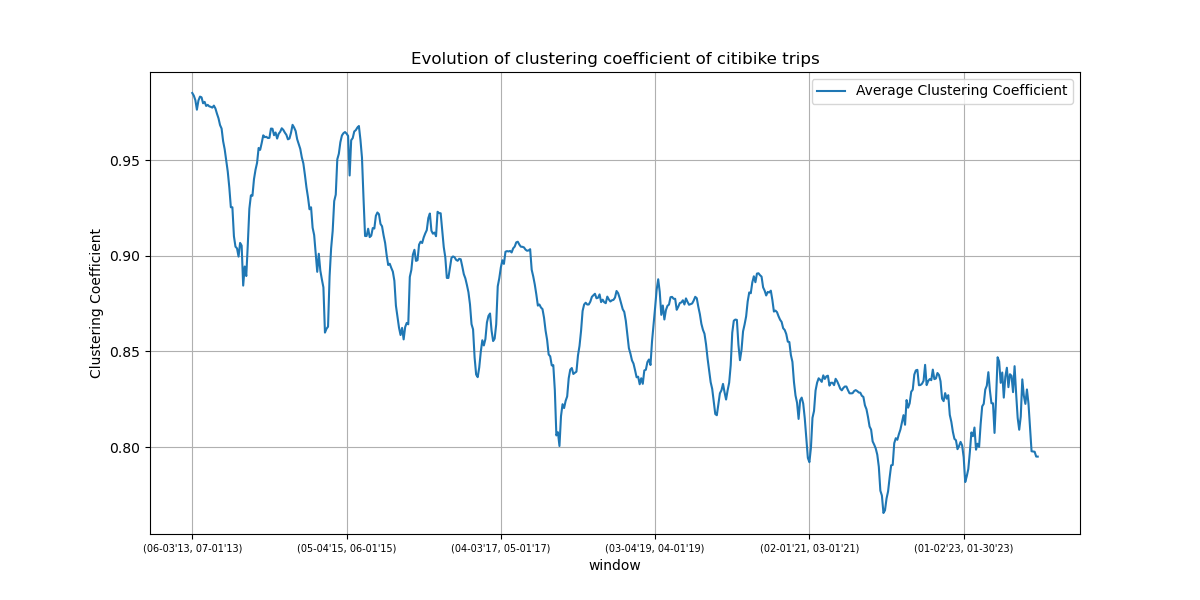 Evolution of clustering coefficient of citibike trips
Average Clustering Coefficient
Clustering Coefficient
0.95
0.90
0.85
0.80
(06-03'13, 07-01'13)
(05-04'15, 06-01'15)
(04-03'17, 05-01'17)
(03-04'19, 04-01'19)
(02-01'21, 03-01'21)
(01-02'23, 01-30'23)
window